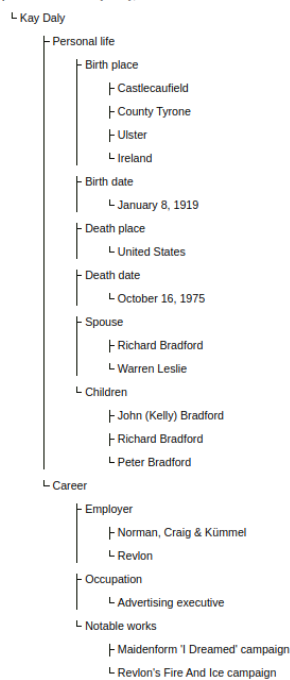 Kay Daly
Personal life
Birth place
Castlecaufield
County Tyrone
Ulster
Ireland
Birth date
January 8, 1919
Death place
United States
Death date
October 16, 1975
Spouse
Richard Bradford
Warren Leslie
Children
John (Kelly) Bradford
Richard Bradford
Peter Bradford
Career
Employer
Norman, Craig & Kümmel
Revlon
Occupation
Advertising executive
Notable works
Maidenform 'I Dreamed' campaign
Revlon's Fire And Ice campaign